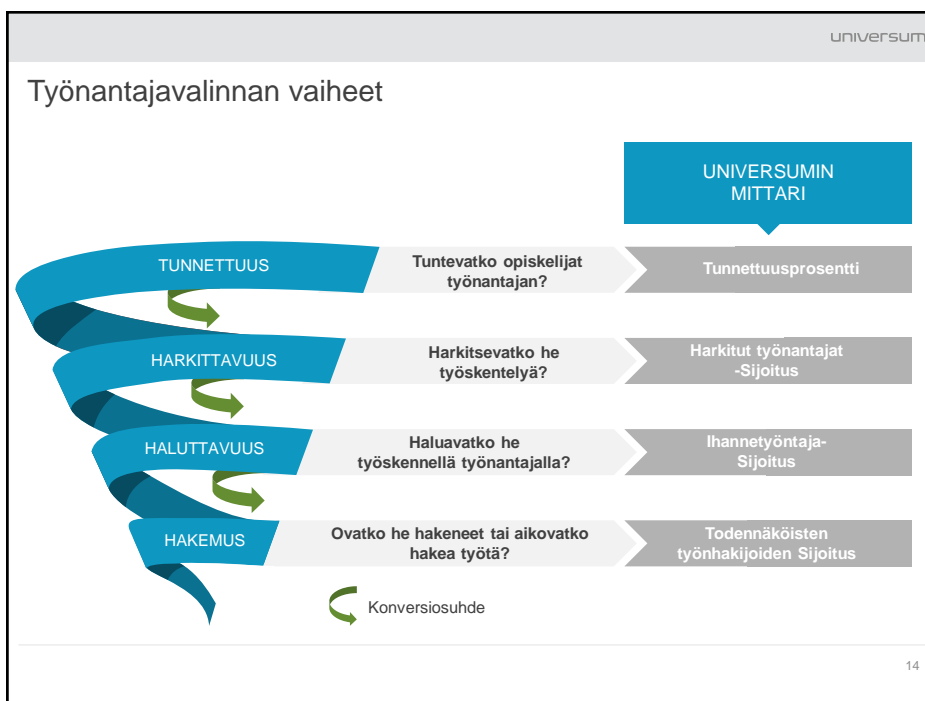 universum
Työnantajavalinnan vaiheet
UNIVERSUMIN
MITTARI
TUNNETTUUS
Tuntevatko opiskelijat
työnantajan?
Tunnettuusprosentti
HARKITTAVUUS
Harkitsevatko he
työskentelyä?
Harkitut työnantajat
-Sijoitus
HALUTTAVUUS
Haluavatko he
työskennellä työnantajalla?
Ihannetyöntaja-
Sijoitus
HAKEMUS
Ovatko he hakeneet tai aikovatko
hakea työtä?
Todennäköisten
työnhakijoiden Sijoitus
Konversiosuhde
14